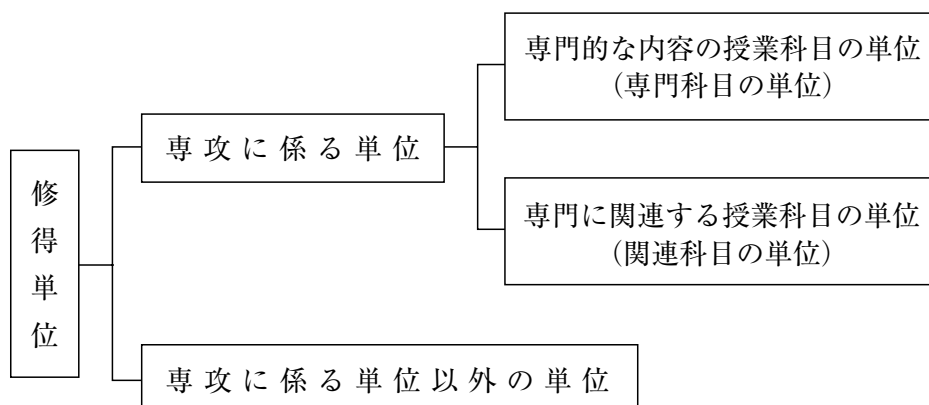 修得単位
専攻に係る単位
専門的な内容の授業科目の単位
（専門科目の単位）
専門に関連する授業科目の単位
（関連科目の単位）
専攻に係る単位以外の単位